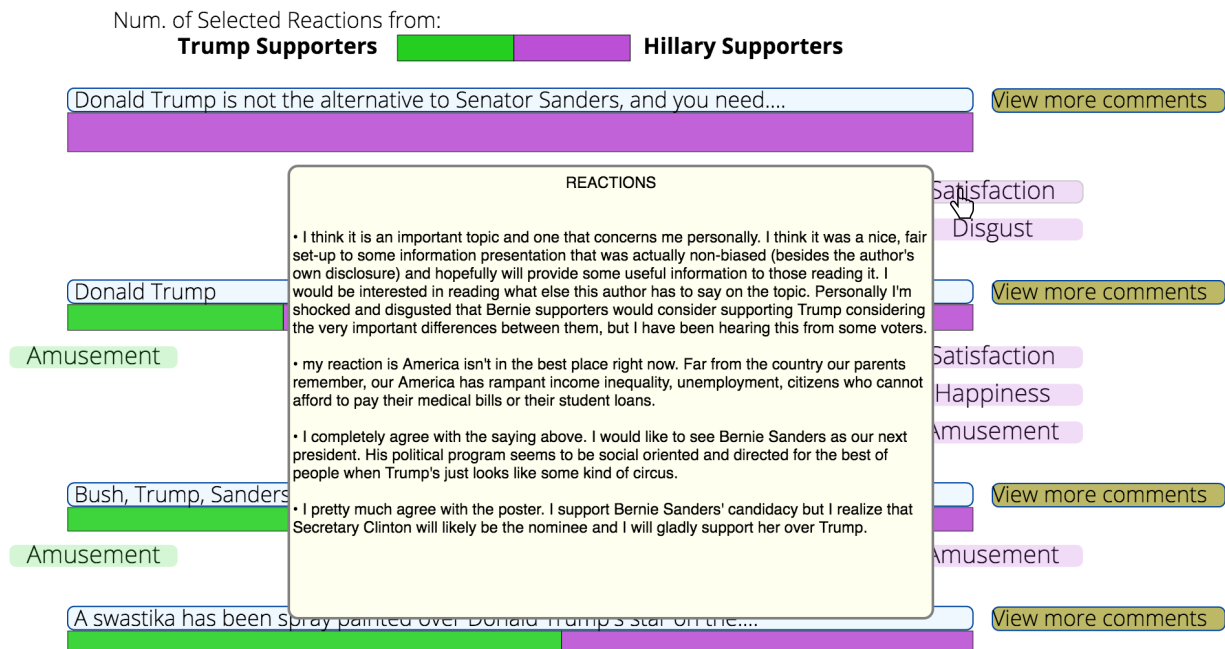 Num. of Selected Reactions from:
Trump Supporters Hillary Supporters
Donald Trump is not the alternative to Senator Sanders, and you need....
View more comments
REACTIONS
Satisfaction
Disgust
• I think it is an important topic and one that concerns me personally. I think it was a nice, fair
set-up to some information presentation that was actually non-biased (besides the author's
own disclosure) and hopefully will provide some useful information to those reading it. I
would be interested in reading what else this author has to say on the topic. Personally I'm
shocked and disgusted that Bernie supporters would consider supporting Trump considering
the very important differences between them, but I have been hearing this from some voters.
• my reaction is America isn't in the best place right now. Far from the country our parents
remember, our America has rampant income inequality, unemployment, citizens who cannot
afford to pay their medical bills or their student loans.
• I completely agree with the saying above. I would like to see Bernie Sanders as our next
president. His political program seems to be social oriented and directed for the best of
people when Trump's just looks like some kind of circus.
• I pretty much agree with the poster. I support Bernie Sanders' candidacy but I realize that
Secretary Clinton will likely be the nominee and I will gladly support her over Trump.
Donald Trump
View more comments
Amusement
Satisfaction
Happiness
Amusement
Bush, Trump, Sanders
View more comments
Amusement
Amusement
A swastika has been spray painted over Donald Trump's star on the....
View more comments